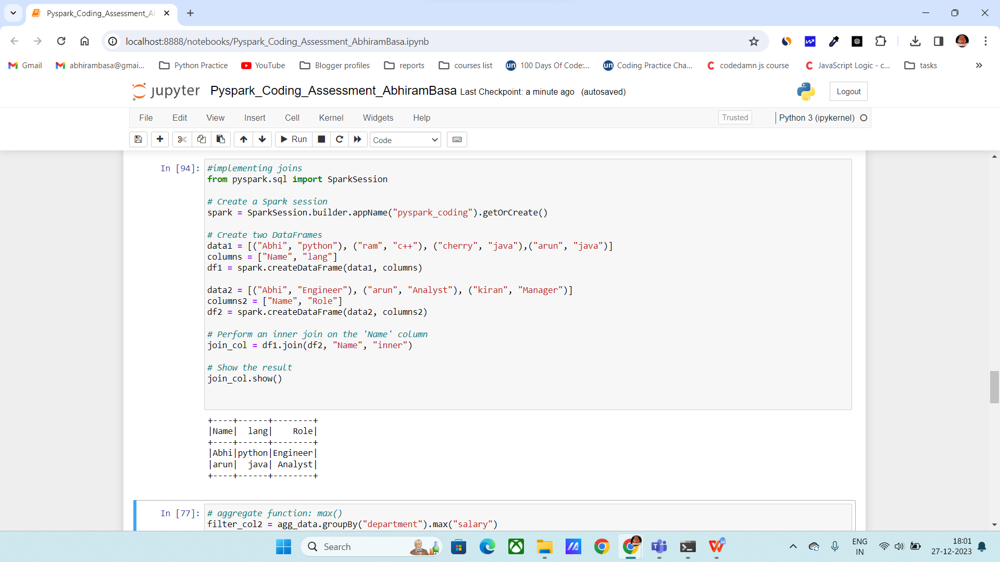 Pyspark_Coding_Assessment_Al
localhost:8888/notebooks/Pyspark_Coding_Assessment_AbhiramBasa.ipynb
Gmail abhirambasa@gmai... Python Practice YouTube Blogger profiles reports courses list un 100 Days Of Code:... un Coding Practice Cha... codedamn js course JavaScript Logic - c... tasks »
jupyter Pyspark_Coding_Assessment_AbhiramBasa Last Checkpoint: a minute ago (autosaved) Logout
File Edit View Insert Cell Kernel Widgets Help Trusted Python 3 (ipykernel)
Run Code
In [94]: #implementing joins
from pyspark.sql import SparkSession
# Create a Spark session
spark = SparkSession.builder.appName("pyspark_coding").getOrCreate()
# Create two DataFrames
data1 = [("Abhi", "python"), ("ram", "c++"), ("cherry", "java"),("arun", "java")]
columns = ["Name", "lang"]
df1 = spark.createDataFrame(data1, columns)
data2 = [("Abhi", "Engineer"), ("arun", "Analyst"), ("kiran", "Manager")]
columns2 = ["Name", "Role"]
df2 = spark.createDataFrame(data2, columns2)
# Perform an inner join on the 'Name' column
join_col = df1.join(df2, "Name", "inner")
# Show the result
join_col.show()
+----+------+--------+
|Name|  lang|    Role|
+----+------+--------+
|Abhi|python|Engineer|
|arun|  java| Analyst|
+----+------+--------+
In [77]: # aggregate function: max()
filter_col2 = agg_data.groupBy("department").max("salary")
Search
ENG
IN
18:01
27-12-2023